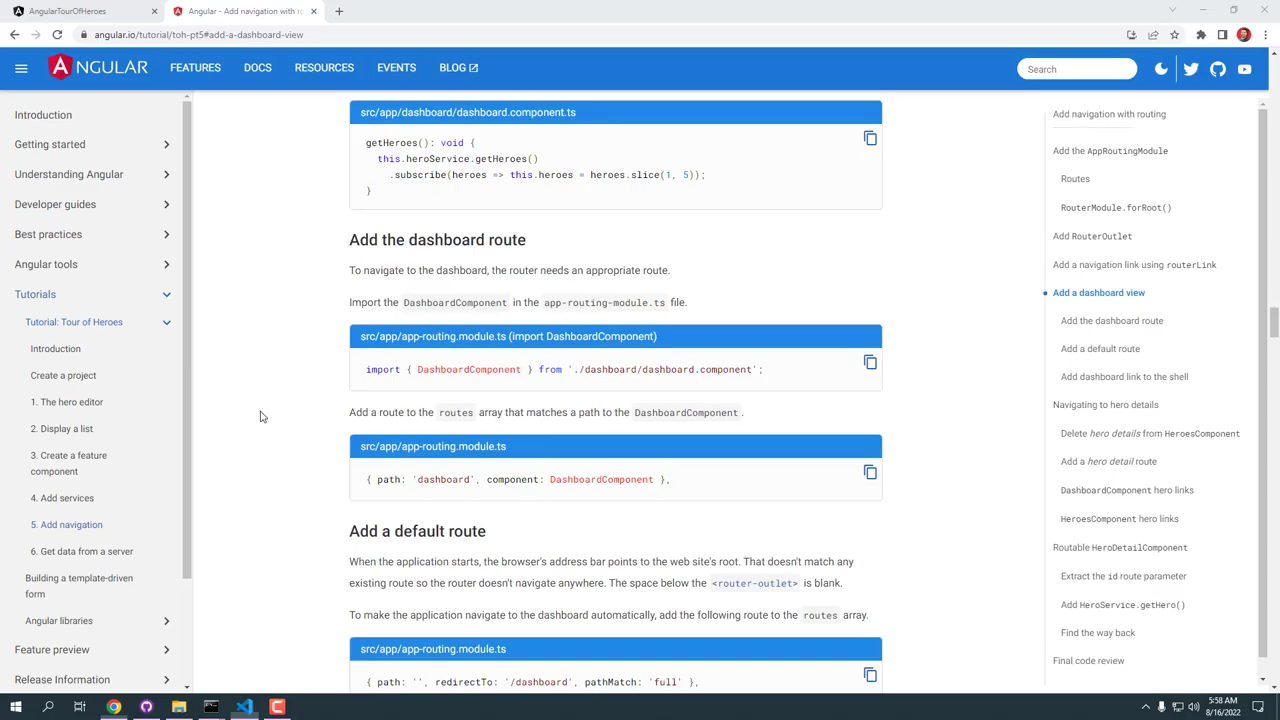 AngularTourOfHeroes
Angular - Add navigation with ro
angular.io/tutorial/toh-pt5#add-a-dashboard-view
ANGULAR
FEATURES
DOCS
RESOURCES
EVENTS
BLOG
Search
Introduction
Getting started
Understanding Angular
Developer guides
Best practices
Angular tools
Tutorials
Tutorial: Tour of Heroes
Introduction
Create a project
1. The hero editor
2. Display a list
3. Create a feature
component
4. Add services
5. Add navigation
6. Get data from a server
Building a template-driven
form
Angular libraries
Feature preview
Release Information
src/app/dashboard/dashboard.component.ts
getHeroes(): void {
this.heroService.getHeroes()
.subscribe(heroes => this.heroes = heroes.slice(1, 5));
}
Add the dashboard route
To navigate to the dashboard, the router needs an appropriate route.
Import the DashboardComponent in the app-routing-module.ts file.
src/app/app-routing.module.ts (import DashboardComponent)
import { DashboardComponent } from './dashboard/dashboard.component';
Add a route to the routes array that matches a path to the DashboardComponent.
src/app/app-routing.module.ts
{ path: 'dashboard', component: DashboardComponent },
Add a default route
When the application starts, the browser's address bar points to the web site's root. That doesn't match any
existing route so the router doesn't navigate anywhere. The space below the <router-outlet> is blank.
To make the application navigate to the dashboard automatically, add the following route to the routes array.
src/app/app-routing.module.ts
{ path: '', redirectTo: '/dashboard', pathMatch: 'full' },
Add navigation with routing
Add the AppRoutingModule
Routes
RouterModule.forRoot()
Add RouterOutlet
Add a navigation link using routerLink
Add a dashboard view
Add the dashboard route
Add a default route
Add dashboard link to the shell
Navigating to hero details
Delete hero details from HeroesComponent
Add a hero detail route
DashboardComponent hero links
HeroesComponent hero links
Routable HeroDetailComponent
Extract the id route parameter
Add HeroService.getHero()
Find the way back
Final code review
5:58 AM
8/16/2022